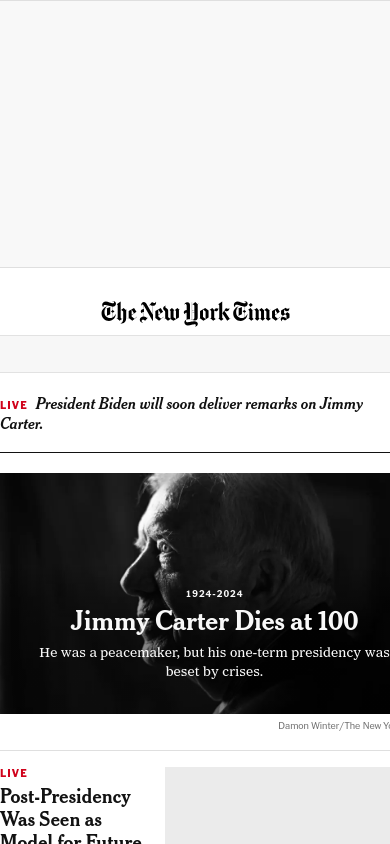 The New York Times
LIVE President Biden will soon deliver remarks on Jimmy
Carter.
1924-2024
Jimmy Carter Dies at 100
He was a peacemaker, but his one-term presidency was
beset by crises.
Damon Winter/The New Yo
LIVE
Post-Presidency
Was Seen as
Model for Future